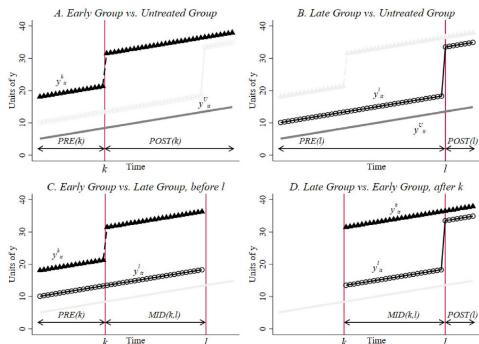 A. Early Group vs. Untreated Group
Units of y
0 10 20 30 40
y^k_it
y^U_it
PRE(k)
POST(k)
k
Time
B. Late Group vs. Untreated Group
Units of y
0 10 20 30 40
y^l_it
y^U_it
PRE(l)
POST(l)
Time
l
C. Early Group vs. Late Group, before l
Units of y
0 10 20 30 40
y^k_it
y^l_it
PRE(k)
MID(k,l)
k
Time
l
D. Late Group vs. Early Group, after k
Units of y
0 10 20 30 40
y^k_it
y^l_it
MID(k,l)
POST(l)
k
Time
l